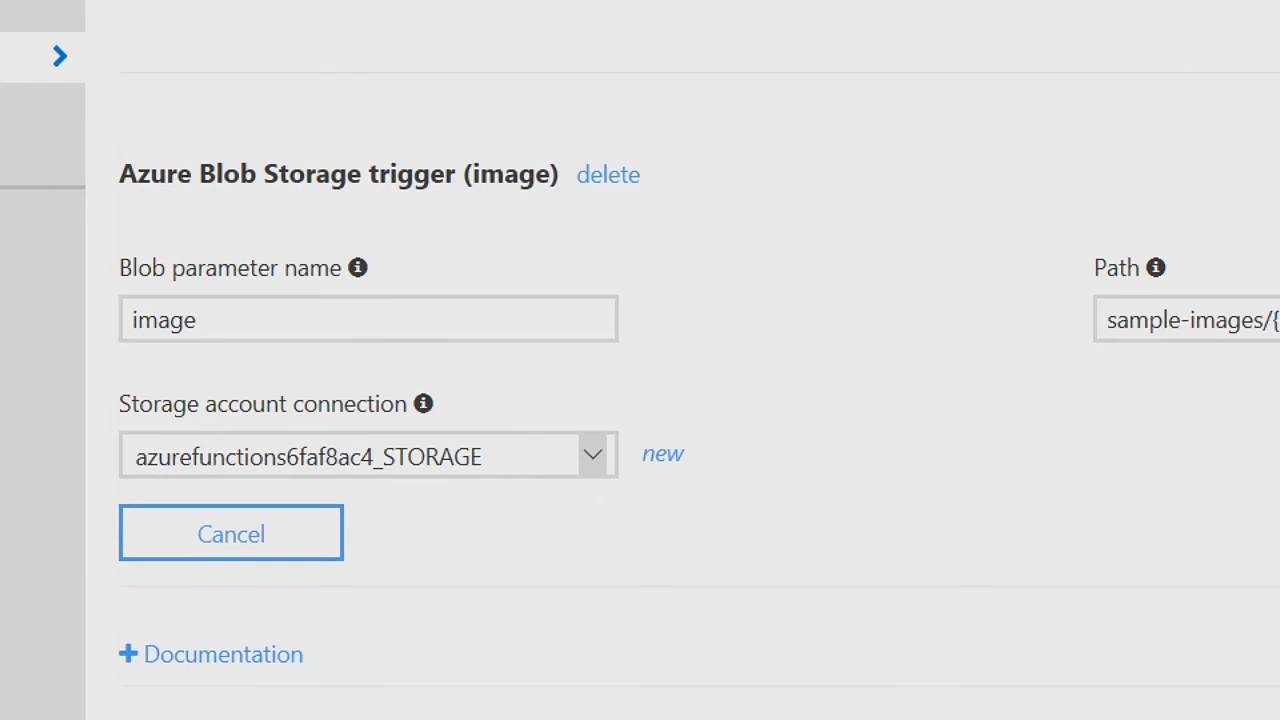 Azure Blob Storage trigger (image) delete
Blob parameter name
Path
image
sample-images/{
Storage account connection
azurefunctions6faf8ac4_STORAGE
new
Cancel
Documentation